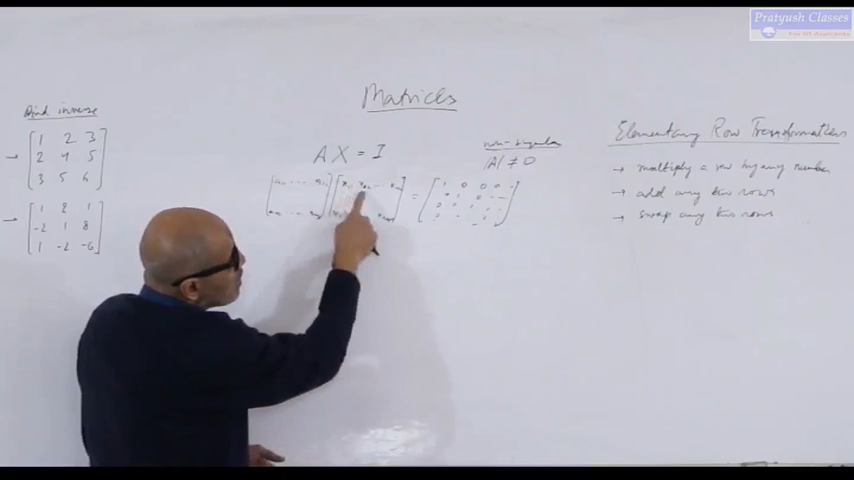 Pratyush Classes
Matrices
Find inverse
1 2 3
2 4 5
3 5 6
1 2 1
-2 1 8
1 -2 -6
AX = I
non-singular
|A| ≠ 0
Elementary Row Transformations
→ multiply a row by any number
→ add any two rows
→ swap any two rows